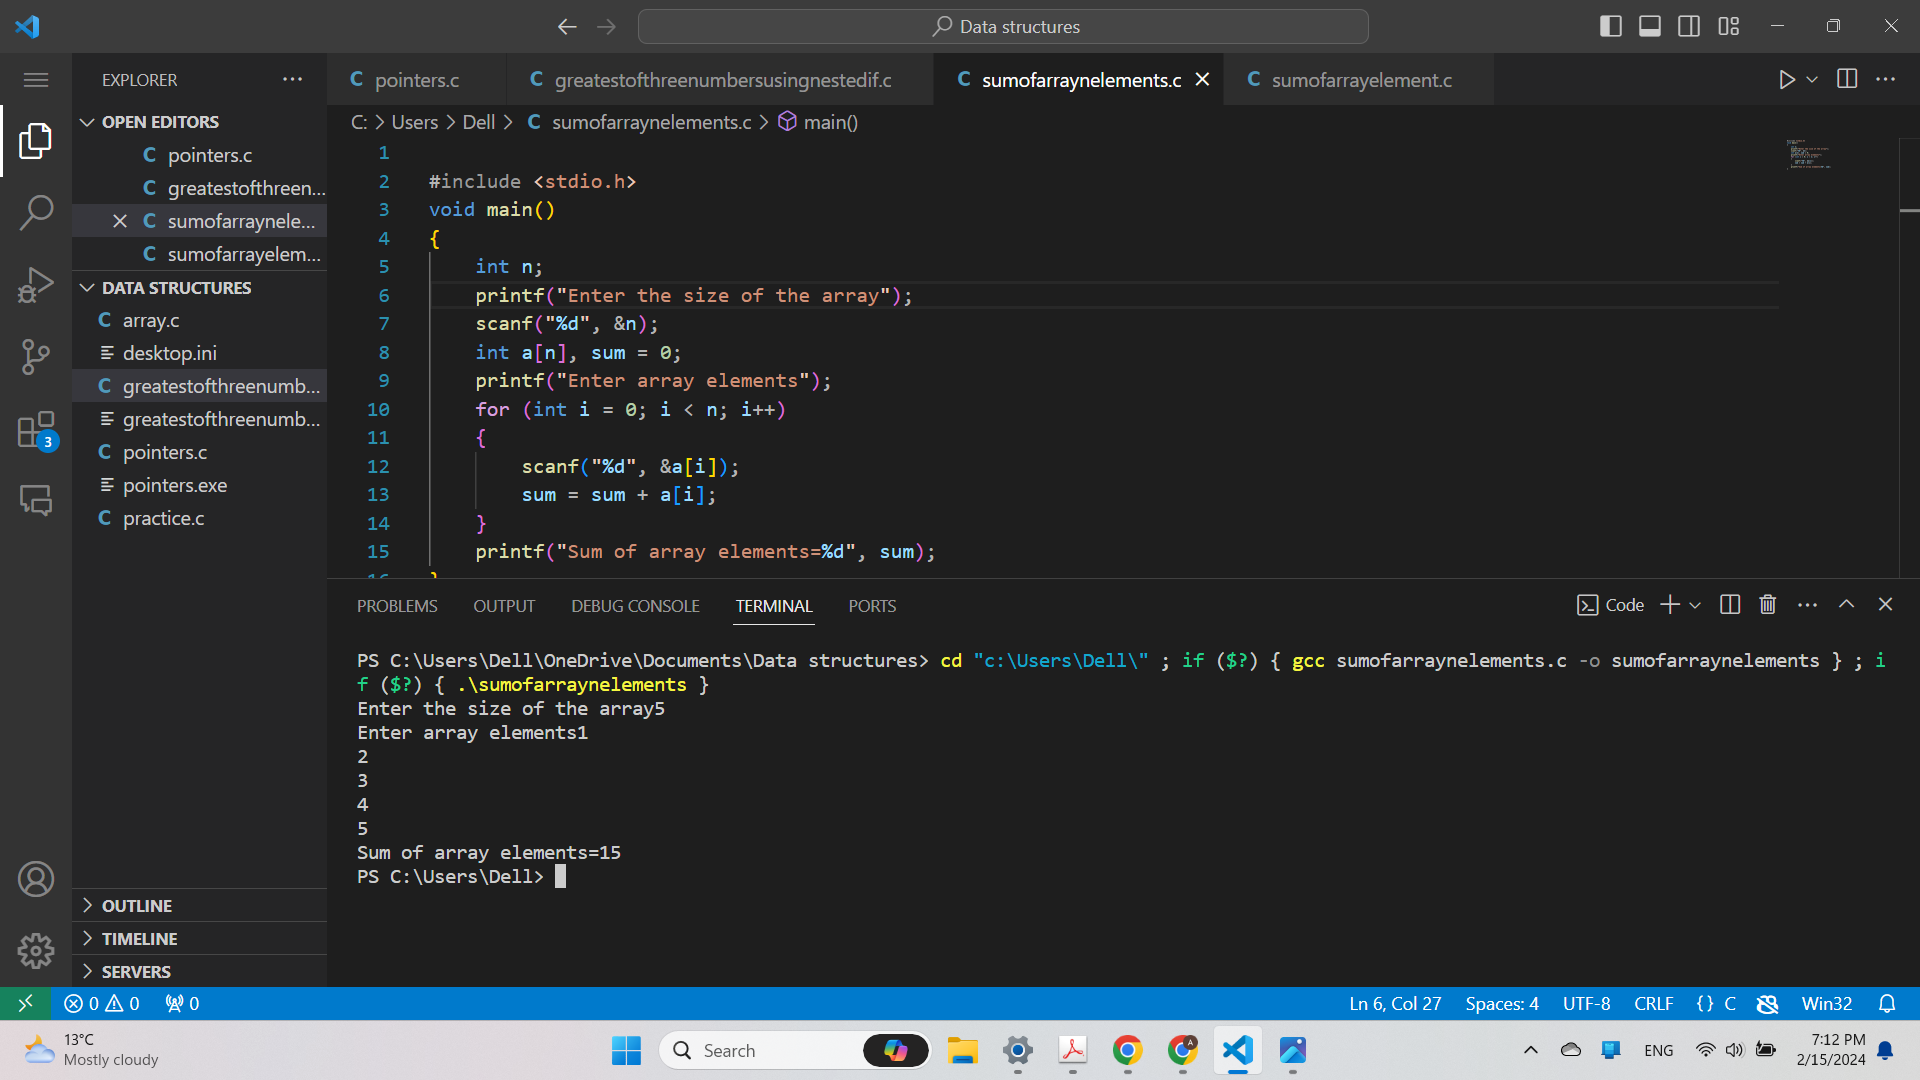 Data structures
EXPLORER
pointers.c
greatestofthreenumbersusingnestedif.c
sumofarraynelements.c
sumofarrayelement.c
OPEN EDITORS
pointers.c
greatestofthreen...
sumofarraynele...
sumofarrayelem...
DATA STRUCTURES
array.c
desktop.ini
greatestofthreenumb...
greatestofthreenumb...
pointers.c
pointers.exe
practice.c
3
OUTLINE
TIMELINE
SERVERS
C: > Users > Dell > C sumofarraynelements.c > main()
1
2 #include <stdio.h>
3 void main()
4 {
5 int n;
6 printf("Enter the size of the array");
7 scanf("%d", &n);
8 int a[n], sum = 0;
9 printf("Enter array elements");
10 for (int i = 0; i < n; i++)
11 {
12 scanf("%d", &a[i]);
13 sum = sum + a[i];
14 }
15 printf("Sum of array elements=%d", sum);
16 }
PROBLEMS OUTPUT DEBUG CONSOLE TERMINAL PORTS
Code
PS C:\Users\Dell\OneDrive\Documents\Data structures> cd "c:\Users\Dell\" ; if ($?) { gcc sumofarraynelements.c -o sumofarraynelements } ; i
f ($?) { .\sumofarraynelements }
Enter the size of the array5
Enter array elements1
2
3
4
5
Sum of array elements=15
PS C:\Users\Dell>
0 0 0
Ln 6, Col 27 Spaces: 4 UTF-8 CRLF {} C Win32
13°C
Mostly cloudy
Search
A
ENG
7:12 PM
2/15/2024